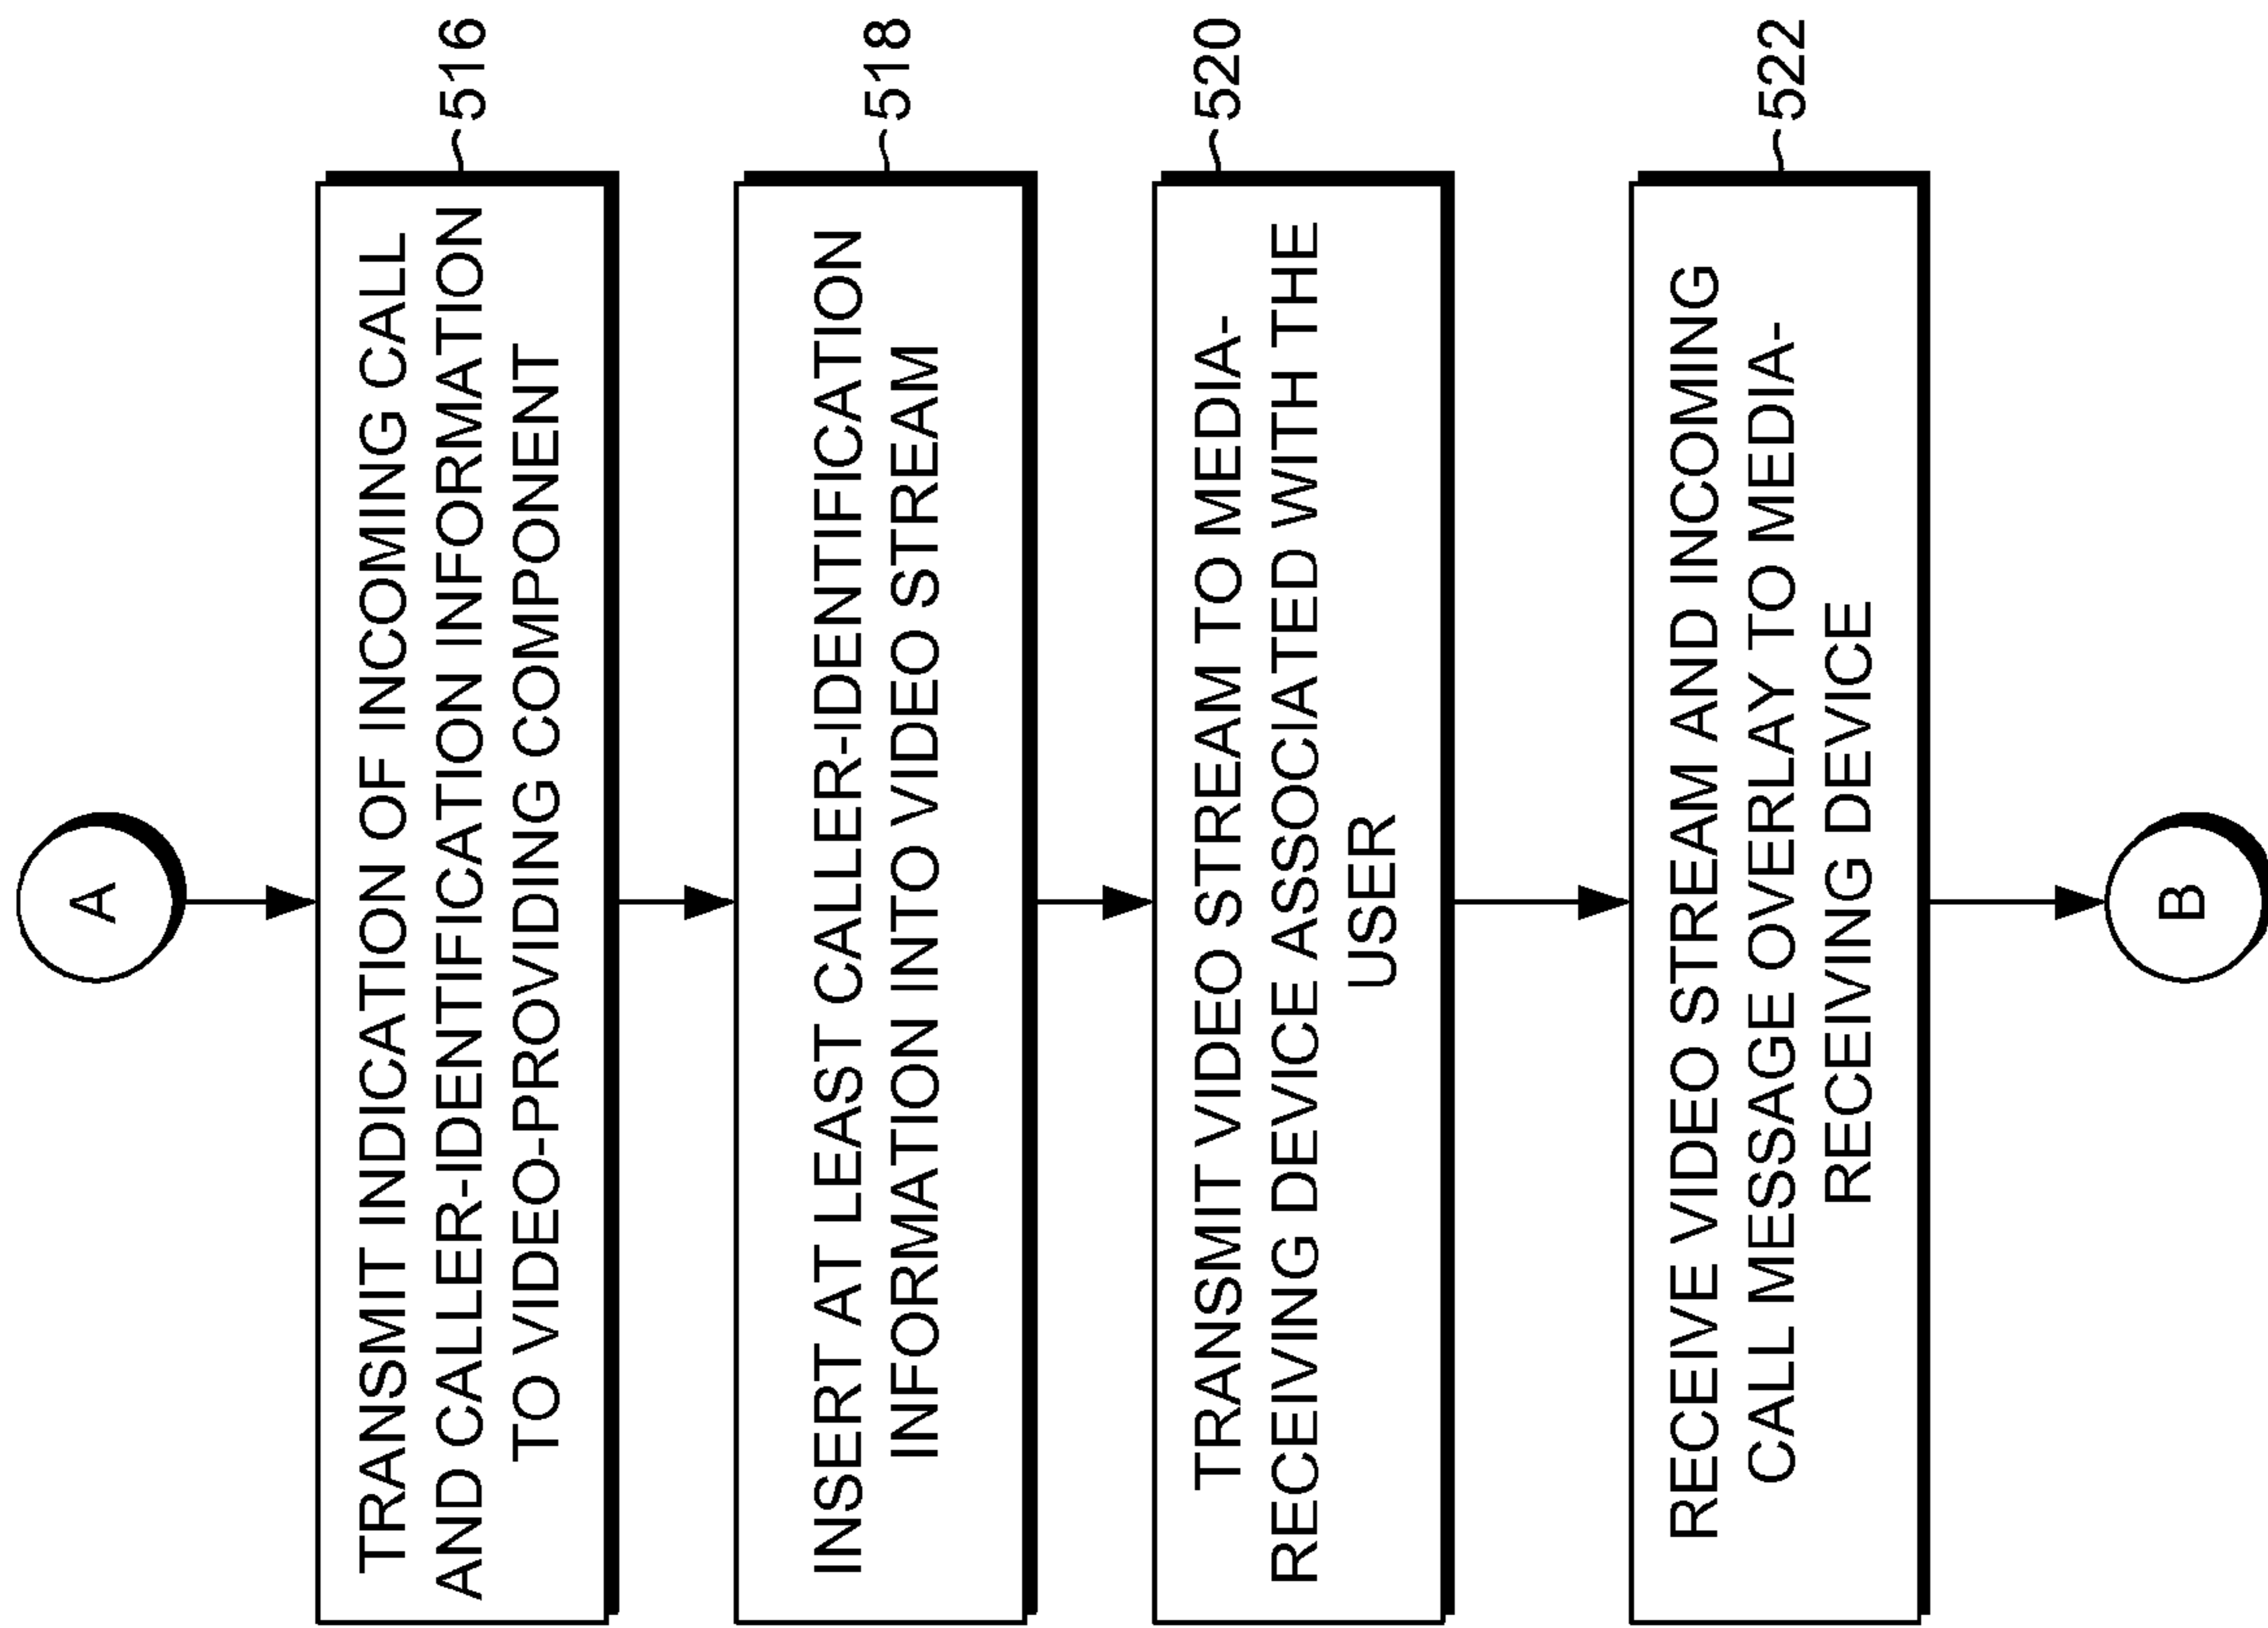 A
TRANSMIT INDICATION OF INCOMING CALL
AND CALLER-IDENTIFICATION INFORMATION
TO VIDEO-PROVIDING COMPONENT
516
INSERT AT LEAST CALLER-IDENTIFICATION
INFORMATION INTO VIDEO STREAM
518
TRANSMIT VIDEO STREAM TO MEDIA-
RECEIVING DEVICE ASSOCIATED WITH THE
USER
520
RECEIVE VIDEO STREAM AND INCOMING
CALL MESSAGE OVERLAY TO MEDIA-
RECEIVING DEVICE
522
B